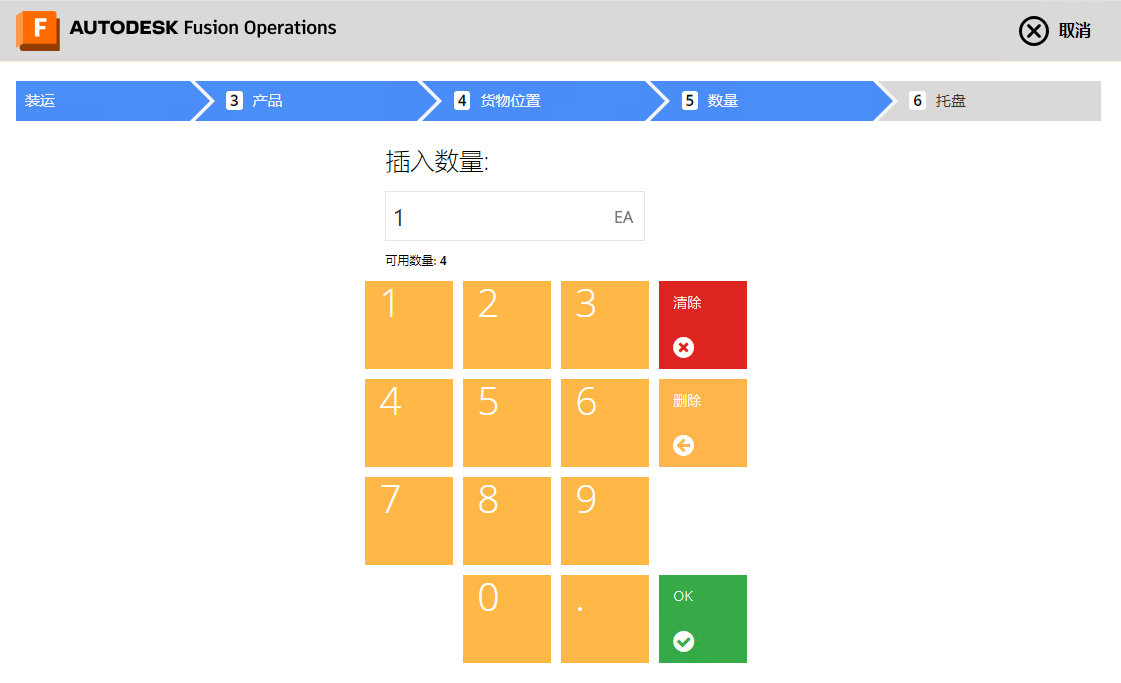 F AUTODESK Fusion Operations
取消
装运
3 产品
4 货物位置
5 数量
6 托盘
插入数量:
1 EA
可用数量: 4
1 2 3 清除
4 5 6 删除
7 8 9
0 . OK